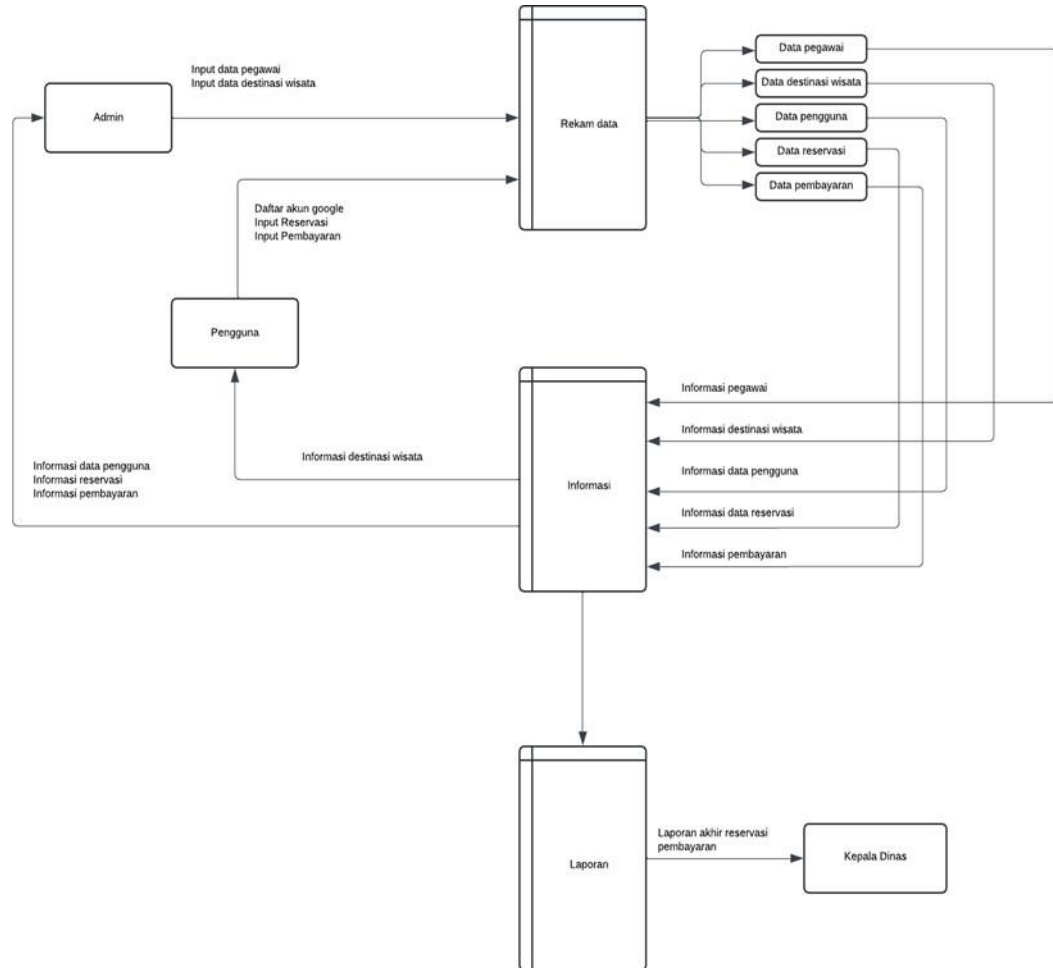 Data pegawai
Input data pegawai
Input data destinasi wisata
Data destinasi wisata
Admin
Rekam data
Data pengguna
Data reservasi
Data pembayaran
Daftar akun google
Input Reservasi
Input Pembayaran
Pengguna
Informasi pegawai
Informasi destinasi wisata
Informasi destinasi wisata
Informasi data pengguna
Informasi reservasi
Informasi pembayaran
Informasi
Informasi data pengguna
Informasi data reservasi
Informasi pembayaran
Laporan akhir reservasi
pembayaran
Laporan
Kepala Dinas